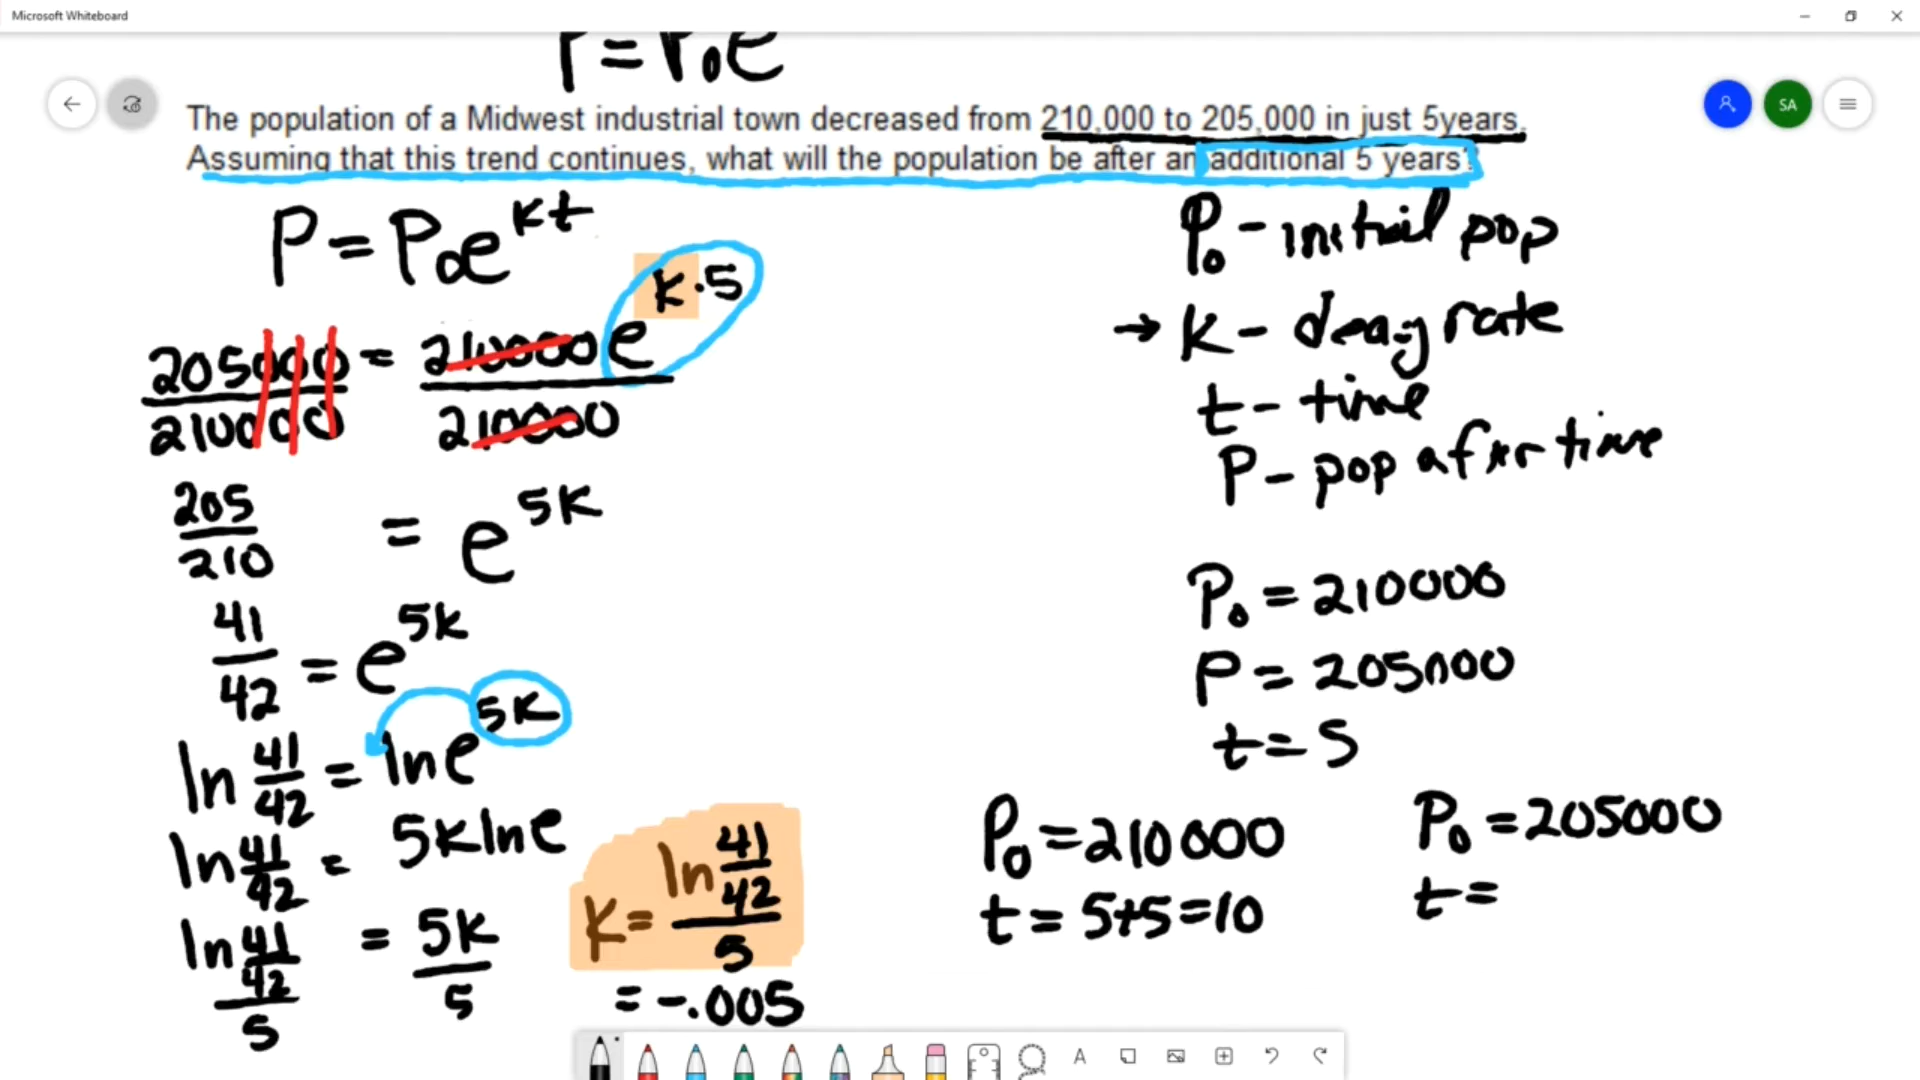 Microsoft Whiteboard
P = P₀e
SA
The population of a Midwest industrial town decreased from 210,000 to 205,000 in just 5years.
Assuming that this trend continues, what will the population be after an additional 5 years?
P = P₀e^kt
205000/210000 = 210000e^k·5/210000
205/210 = e^5k
41/42 = e^5k
ln 41/42 = ln e^5k
ln 41/42 = 5k ln e
ln 41/42 / 5 = 5k/5
k = ln 41/42 / 5
= -.005
P₀ - initial pop
→ k - decay rate
t - time
P - pop after time
P₀ = 210000
P = 205000
t = 5
P₀ = 210000
t = 5+5 = 10
P₀ = 205000
t =
A